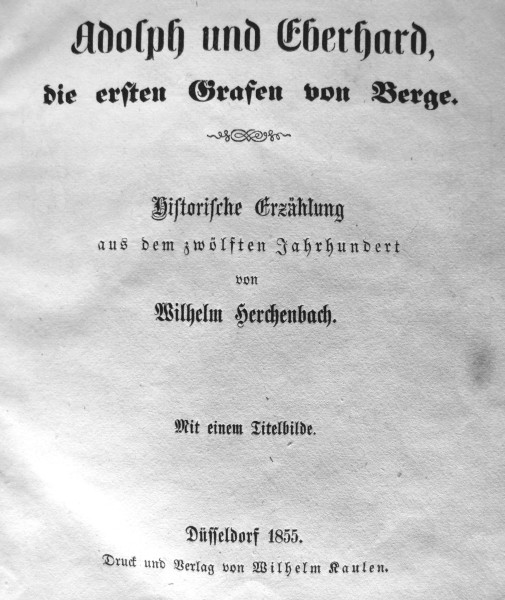 Adolph und Eberhard,
die ersten Grafen von Berge.
Historische Erzählung
aus dem zwölften Jahrhundert
von
Wilhelm Herchenbach.
Mit einem Titelbilde.
Düsseldorf 1855.
Druck und Verlag von Wilhelm Kaulen.